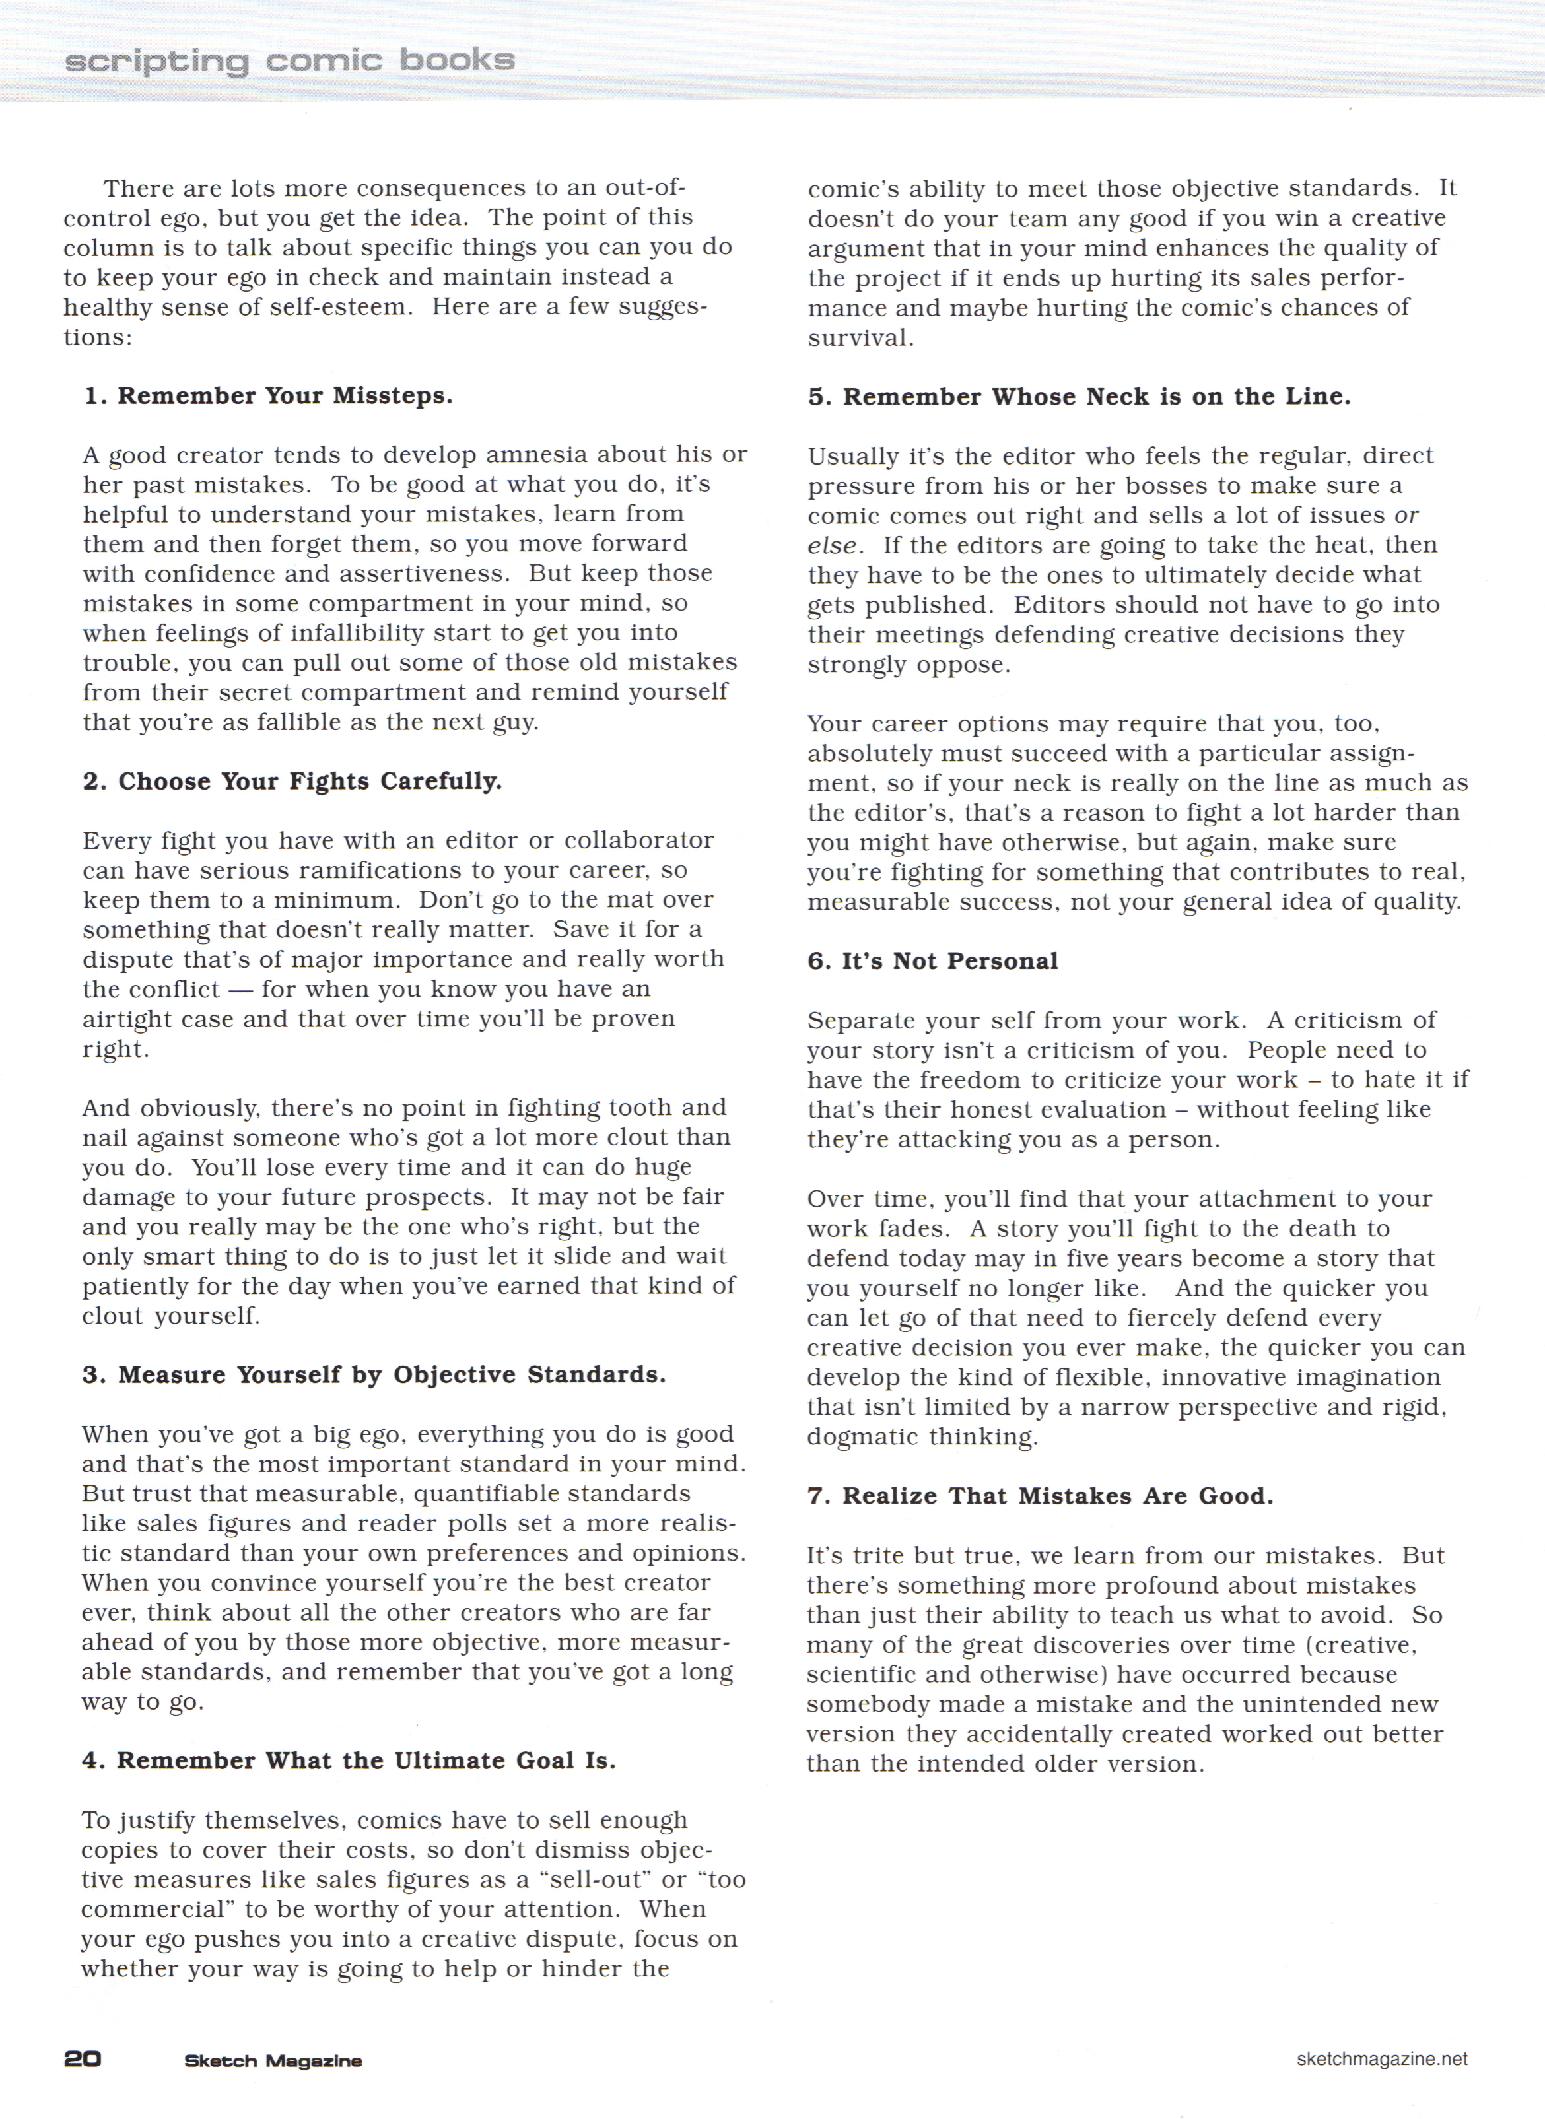 scripting comic books
There are lots more consequences to an out-of-
control ego, but you get the idea.  The point of this
column is to talk about specific things you can you do
to keep your ego in check and maintain instead a
healthy sense of self-esteem.  Here are a few sugges-
tions:
1. Remember Your Missteps.
A good creator tends to develop amnesia about his or
her past mistakes.  To be good at what you do, it's
helpful to understand your mistakes, learn from
them and then forget them, so you move forward
with confidence and assertiveness.  But keep those
mistakes in some compartment in your mind, so
when feelings of infallibility start to get you into
trouble, you can pull out some of those old mistakes
from their secret compartment and remind yourself
that you're as fallible as the next guy.
2. Choose Your Fights Carefully.
Every fight you have with an editor or collaborator
can have serious ramifications to your career, so
keep them to a minimum.  Don't go to the mat over
something that doesn't really matter.  Save it for a
dispute that's of major importance and really worth
the conflict — for when you know you have an
airtight case and that over time you'll be proven
right.
And obviously, there's no point in fighting tooth and
nail against someone who's got a lot more clout than
you do.  You'll lose every time and it can do huge
damage to your future prospects.  It may not be fair
and you really may be the one who's right, but the
only smart thing to do is to just let it slide and wait
patiently for the day when you've earned that kind of
clout yourself.
3. Measure Yourself by Objective Standards.
When you've got a big ego, everything you do is good
and that's the most important standard in your mind.
But trust that measurable, quantifiable standards
like sales figures and reader polls set a more realis-
tic standard than your own preferences and opinions.
When you convince yourself you're the best creator
ever, think about all the other creators who are far
ahead of you by those more objective, more measur-
able standards, and remember that you've got a long
way to go.
4. Remember What the Ultimate Goal Is.
To justify themselves, comics have to sell enough
copies to cover their costs, so don't dismiss objec-
tive measures like sales figures as a “sell-out” or “too
commercial” to be worthy of your attention.  When
your ego pushes you into a creative dispute, focus on
whether your way is going to help or hinder the
comic's ability to meet those objective standards.  It
doesn't do your team any good if you win a creative
argument that in your mind enhances the quality of
the project if it ends up hurting its sales perfor-
mance and maybe hurting the comic's chances of
survival.
5. Remember Whose Neck is on the Line.
Usually it's the editor who feels the regular, direct
pressure from his or her bosses to make sure a
comic comes out right and sells a lot of issues or
else.  If the editors are going to take the heat, then
they have to be the ones to ultimately decide what
gets published.  Editors should not have to go into
their meetings defending creative decisions they
strongly oppose.
Your career options may require that you, too,
absolutely must succeed with a particular assign-
ment, so if your neck is really on the line as much as
the editor's, that's a reason to fight a lot harder than
you might have otherwise, but again, make sure
you're fighting for something that contributes to real,
measurable success, not your general idea of quality.
6. It's Not Personal
Separate your self from your work.  A criticism of
your story isn't a criticism of you.  People need to
have the freedom to criticize your work – to hate it if
that's their honest evaluation – without feeling like
they're attacking you as a person.
Over time, you'll find that your attachment to your
work fades.  A story you'll fight to the death to
defend today may in five years become a story that
you yourself no longer like.  And the quicker you
can let go of that need to fiercely defend every
creative decision you ever make, the quicker you can
develop the kind of flexible, innovative imagination
that isn't limited by a narrow perspective and rigid,
dogmatic thinking.
7. Realize That Mistakes Are Good.
It's trite but true, we learn from our mistakes.  But
there's something more profound about mistakes
than just their ability to teach us what to avoid.  So
many of the great discoveries over time (creative,
scientific and otherwise) have occurred because
somebody made a mistake and the unintended new
version they accidentally created worked out better
than the intended older version.
20 Sketch Magazine sketchmagazine.net